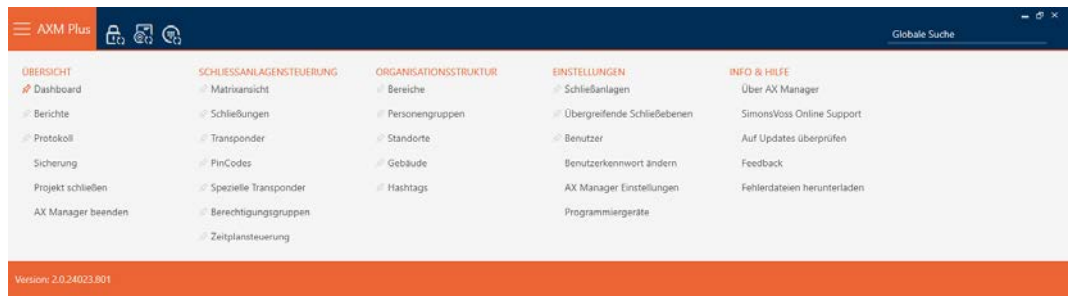 AXM Plus
Globale Suche
ÜBERSICHT
Dashboard
Berichte
Protokoll
Sicherung
Projekt schließen
AX Manager beenden
SCHLIESSANLAGENSTEUERUNG
Matrixansicht
Schließungen
Transponder
PinCodes
Spezielle Transponder
Berechtigungsgruppen
Zeitplansteuerung
ORGANISATIONSSTRUKTUR
Bereiche
Personengruppen
Standorte
Gebäude
Hashtags
EINSTELLUNGEN
Schließanlagen
Übergreifende Schließebenen
Benutzer
Benutzerkennwort ändern
AX Manager Einstellungen
Programmiergeräte
INFO & HILFE
Über AX Manager
SimonsVoss Online Support
Auf Updates überprüfen
Feedback
Fehlerdateien herunterladen
Version: 2.0.24023.801